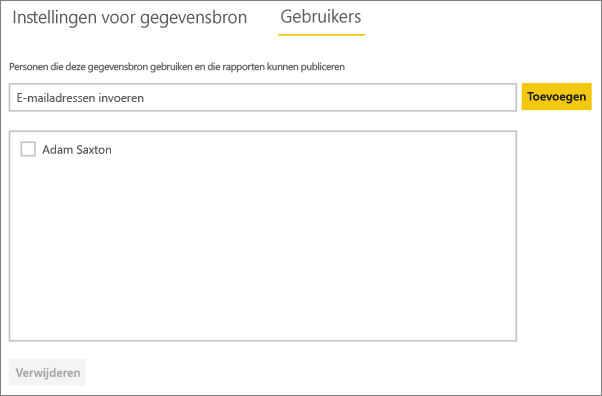 Instellingen voor gegevensbron Gebruikers
Personen die deze gegevensbron gebruiken en die rapporten kunnen publiceren
E-mailadressen invoeren Toevoegen
Adam Saxton
Verwijderen